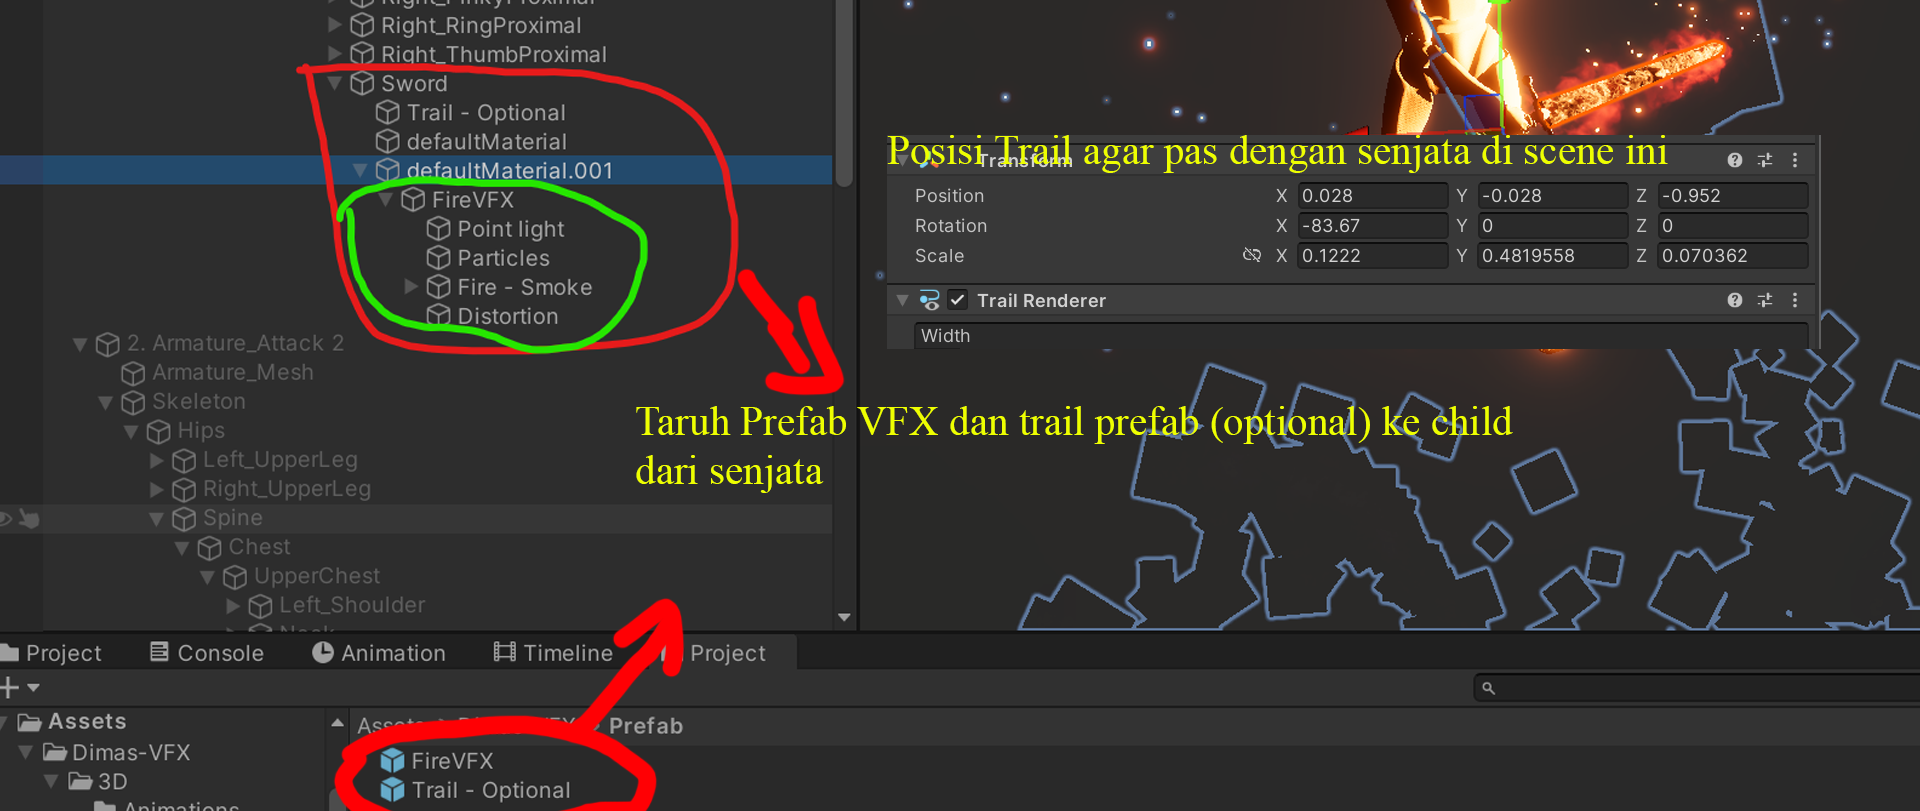 Right_RingProximal
Right_ThumbProximal
Sword
Trail - Optional
defaultMaterial
defaultMaterial.001
FireVFX
Point light
Particles
Fire - Smoke
Distortion
2. Armature_Attack 2
Armature_Mesh
Skeleton
Hips
Left_UpperLeg
Right_UpperLeg
Spine
Chest
UpperChest
Left_Shoulder
Posisi Trail agar pas dengan senjata di scene ini
Transform
Position X 0.028 Y -0.028 Z -0.952
Rotation X -83.67 Y 0 Z 0
Scale X 0.1222 Y 0.4819558 Z 0.070362
Trail Renderer
Width
Taruh Prefab VFX dan trail prefab (optional) ke child
dari senjata
Project Console Animation Timeline Project
Assets
Dimas-VFX
3D
Animations
Prefab
FireVFX
Trail - Optional